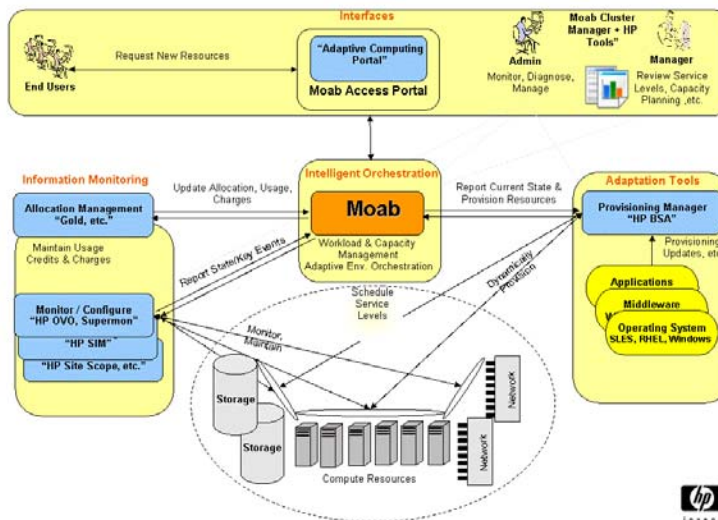 Interfaces
Request New Resources
End Users
"Adaptive Computing
Portal"
Moab Access Portal
Admin
Monitor, Diagnose,
Manage
Moab Cluster
Manager + HP
Tools"
Manager
Review Service
Levels, Capacity
Planning ,etc.
Information Monitoring
Allocation Management
"Gold, etc."
Maintain Usage
Credits & Charges
Monitor / Configure
"HP OVO, Supermon"
"HP SIM"
"HP Site Scope, etc."
Update Allocation, Usage,
Charges
Report State/Key Events
Intelligent Orchestration
Moab
Workload & Capacity
Management
Adaptive Env. Orchestration
Schedule
Service
Levels
Report Current State &
Provision Resources
Dynamically
Provision
Adaptation Tools
Provisioning Manager
"HP BSA"
Provisioning
Updates, etc
Applications
Middleware
Operating System
SLES, RHEL, Windows
Monitor,
Maintain
Storage
Storage
Network
Network
Compute Resources
hp